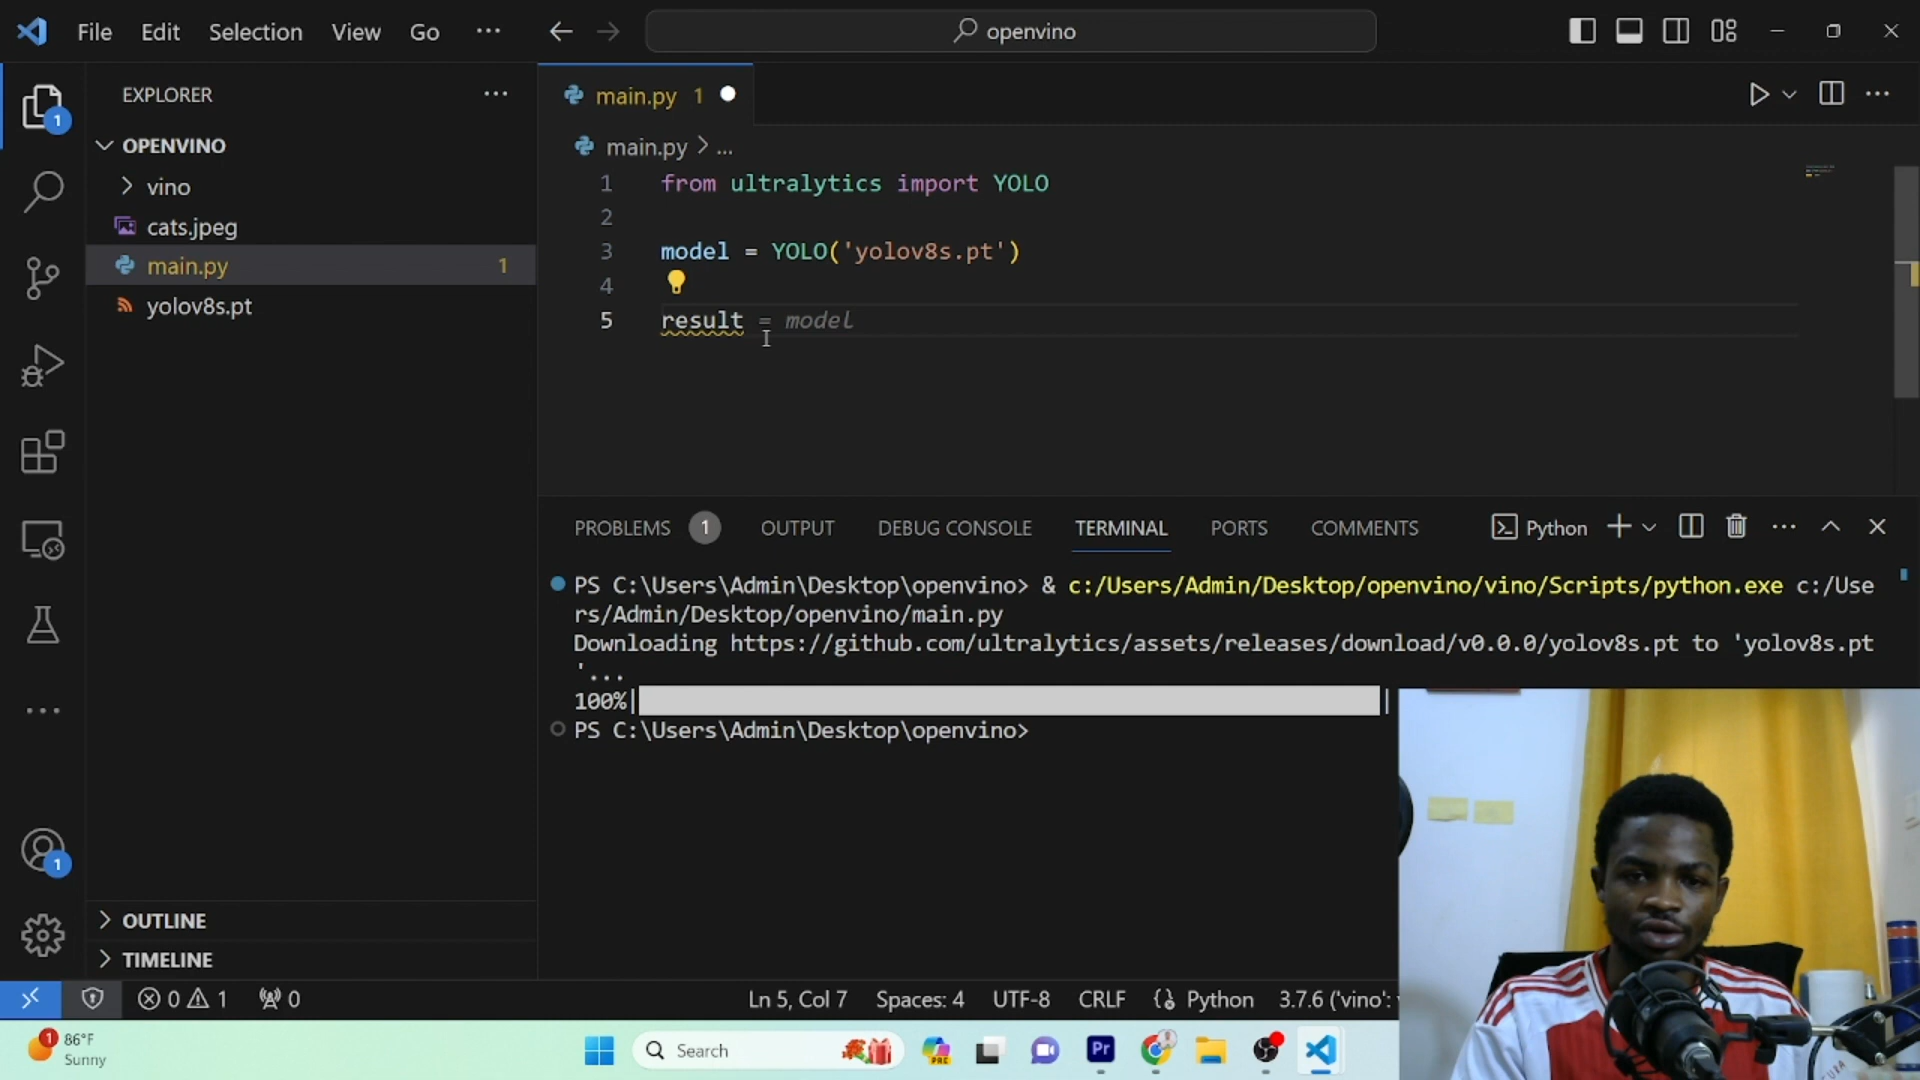 File Edit Selection View Go ... openvino
EXPLORER ...
OPENVINO
vino
cats.jpeg
main.py 1
yolov8s.pt
OUTLINE
TIMELINE
1
1
main.py 1
main.py > ...
1 from ultralytics import YOLO
2
3 model = YOLO('yolov8s.pt')
4
5 result = model
PROBLEMS 1 OUTPUT DEBUG CONSOLE TERMINAL PORTS COMMENTS Python
PS C:\Users\Admin\Desktop\openvino> & c:/Users/Admin/Desktop/openvino/vino/Scripts/python.exe c:/Use
rs/Admin/Desktop/openvino/main.py
Downloading https://github.com/ultralytics/assets/releases/download/v0.0.0/yolov8s.pt to 'yolov8s.pt
'...
100%| |
PS C:\Users\Admin\Desktop\openvino>
0 1 0 Ln 5, Col 7 Spaces: 4 UTF-8 CRLF Python 3.7.6 ('vino':
1 86°F
Sunny
Search PRE Pr